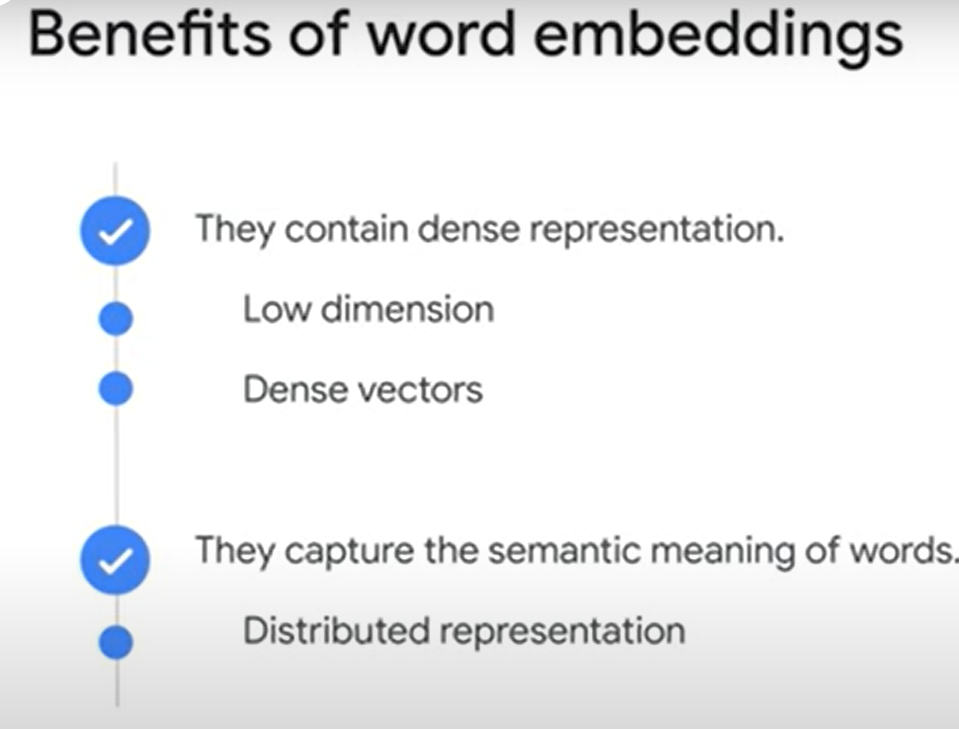 Benefits of word embeddings
They contain dense representation.
Low dimension
Dense vectors
They capture the semantic meaning of words.
Distributed representation